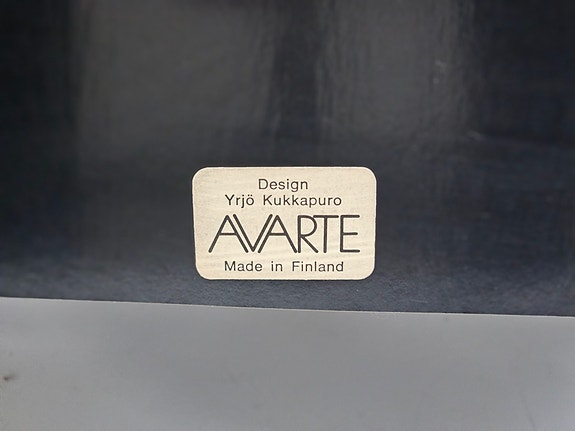 Design
Yrjö Kukkapuro
AVARTE
Made in Finland